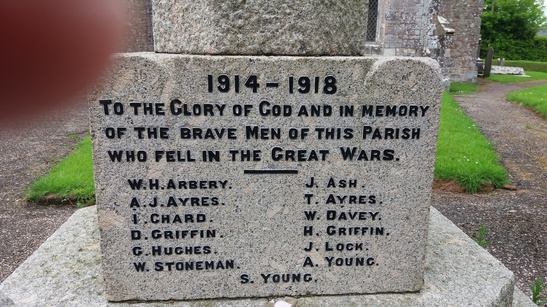 1914-1918
TO THE GLORY OF GOD AND IN MEMORY
OF THE BRAVE MEN OF THIS PARISH
WHO FELL IN THE GREAT WARS.
W.H. ARBERY. J. ASH.
A.J. AYRES. T. AYRES.
I. CHARD. W. DAVEY.
D. GRIFFIN. H. GRIFFIN.
G. HUGHES. J. LOCK.
W. STONEMAN. A. YOUNG.
S. YOUNG.